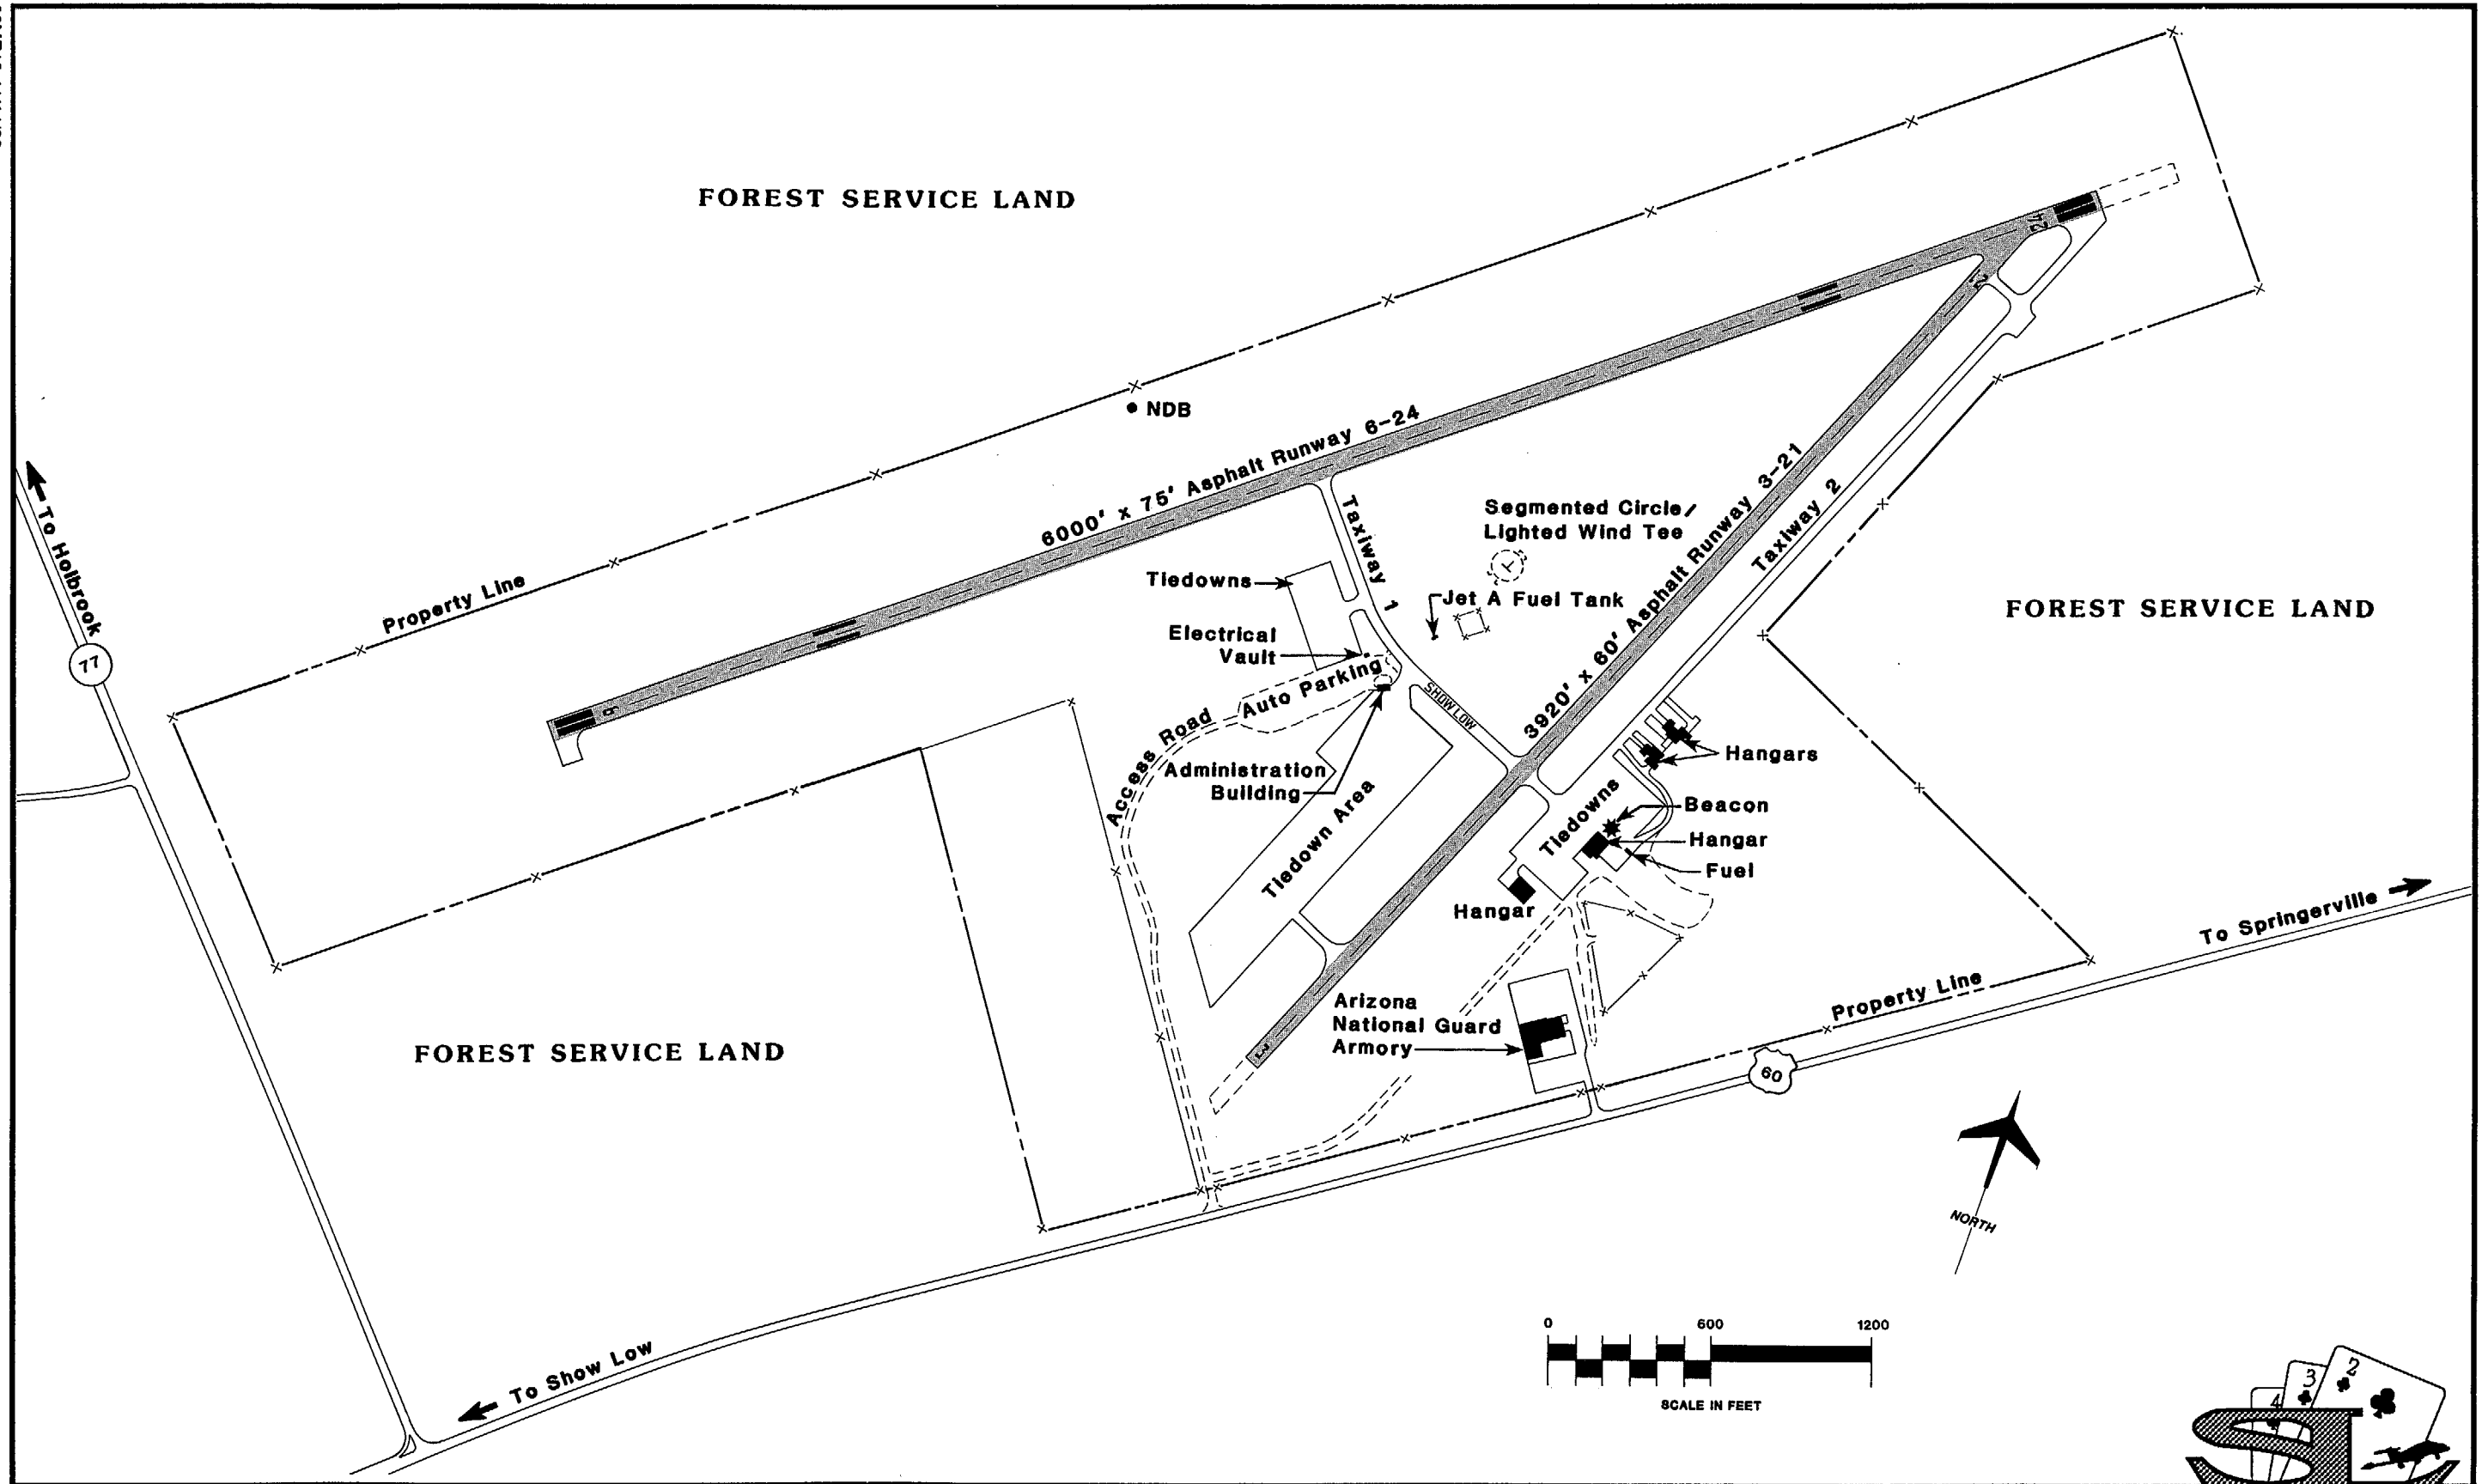 FOREST SERVICE LAND
NDB
6000' x 75' Asphalt Runway 6-24
24
21
To Holbrook
77
Property Line
6
Taxiway 1
Segmented Circle/
Lighted Wind Tee
Tiedowns
Jet A Fuel Tank
Electrical
Vault
Auto Parking
SHOW LOW
3920' x 60' Asphalt Runway 3-21
Taxiway 2
FOREST SERVICE LAND
Access Road
Administration
Building
Tiedown Area
Hangars
Tiedowns
Beacon
Hangar
Fuel
Hangar
To Springerville
Property Line
Arizona
National Guard
Armory
3
60
FOREST SERVICE LAND
NORTH
To Show Low
0 600 1200
SCALE IN FEET
4 3 2